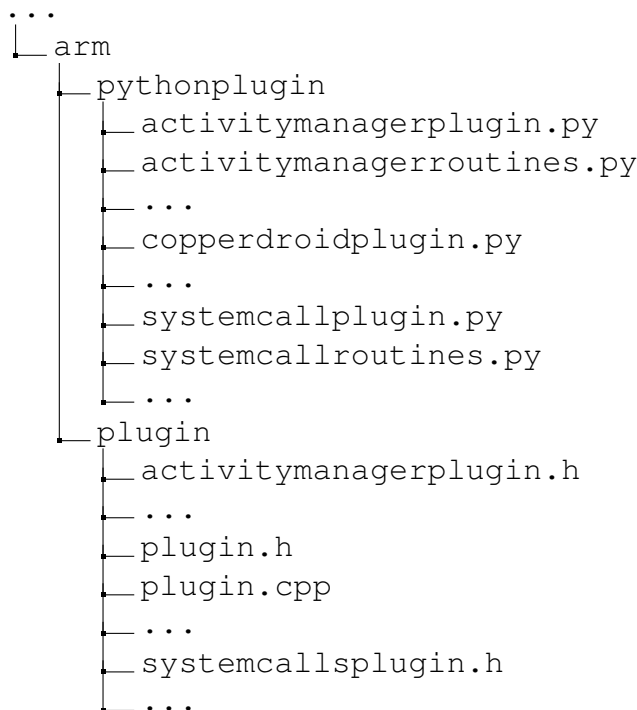 ...
arm
pythonplugin
activitymanagerplugin.py
activitymanagerroutines.py
...
copperdroidplugin.py
...
systemcallplugin.py
systemcallroutines.py
...
plugin
activitymanagerplugin.h
...
plugin.h
plugin.cpp
...
systemcallsplugin.h
...